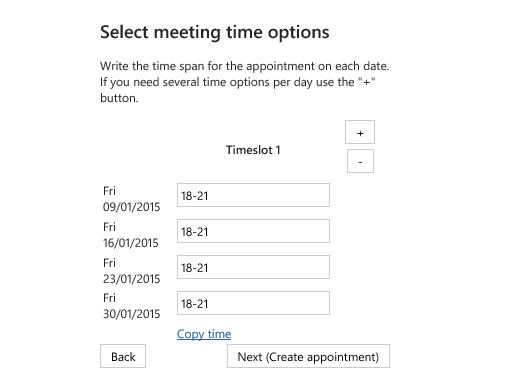 Select meeting time options
Write the time span for the appointment on each date.
If you need several time options per day use the "+"
button.
+
Timeslot 1
-
Fri
09/01/2015
18-21
Fri
16/01/2015
18-21
Fri
23/01/2015
18-21
Fri
30/01/2015
18-21
Copy time
Back
Next (Create appointment)